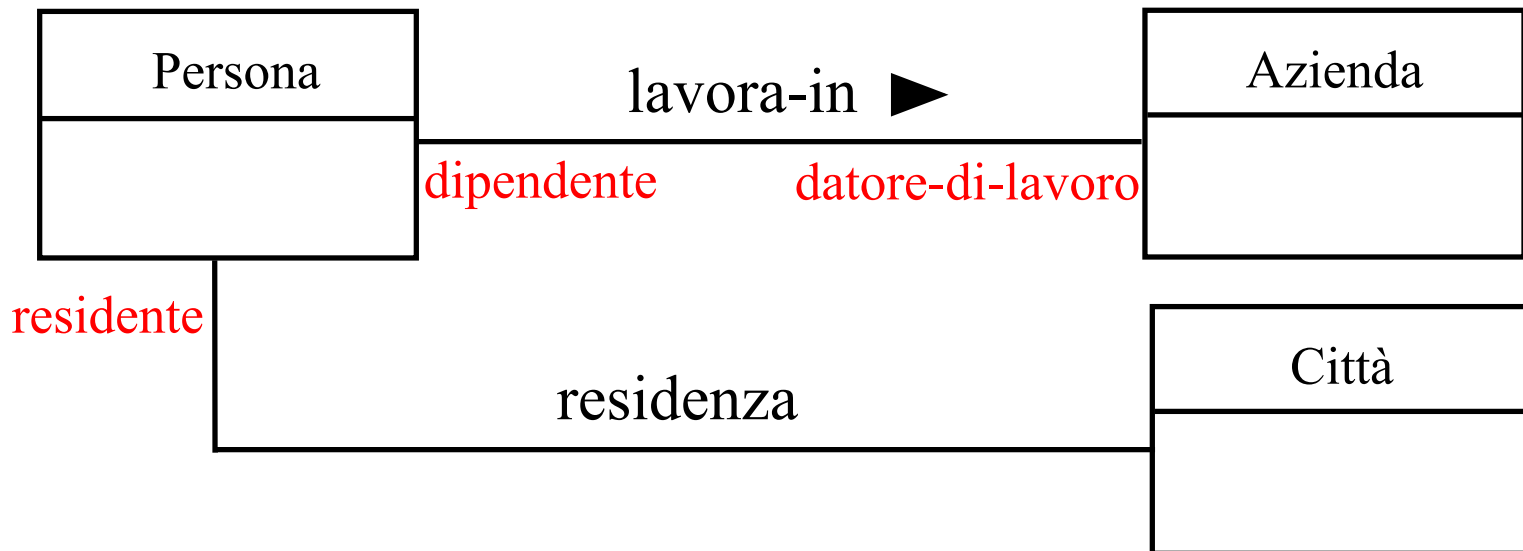 Persona
lavora-in
Azienda
dipendente
datore-di-lavoro
residente
residenza
Città